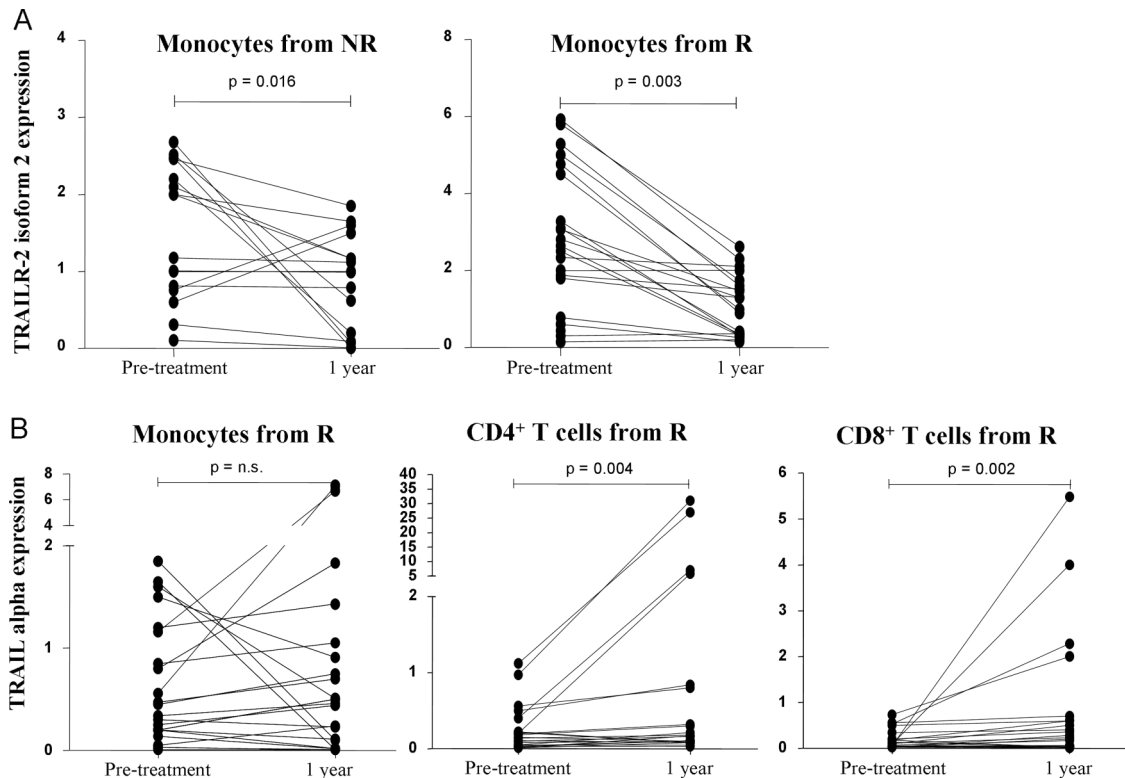 A
Monocytes from NR
Monocytes from R
TRAILR-2 isoform 2 expression
4
3
2
1
0
p = 0.016
Pre-treatment
1 year
8
6
4
2
0
p = 0.003
Pre-treatment
1 year
B
Monocytes from R
CD4+ T cells from R
CD8+ T cells from R
TRAIL alpha expression
8
7
6
4
2
1
0
p = n.s.
Pre-treatment
1 year
40
35
30
25
20
15
10
5
2
1
0
p = 0.004
Pre-treatment
1 year
6
5
4
3
2
1
0
p = 0.002
Pre-treatment
1 year